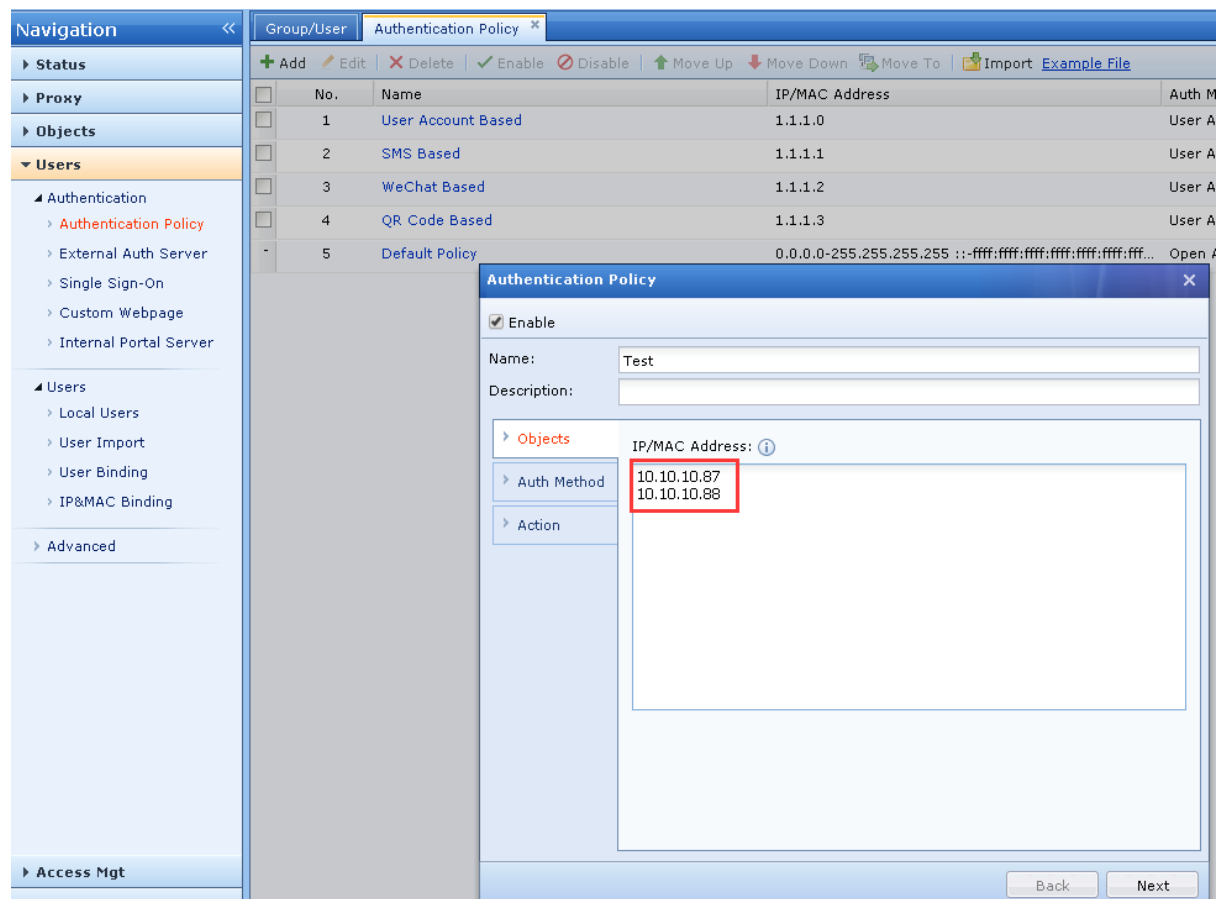 Navigation «
Status
Proxy
Objects
Users
Authentication
Authentication Policy
External Auth Server
Single Sign-On
Custom Webpage
Internal Portal Server
Users
Local Users
User Import
User Binding
IP&MAC Binding
Advanced
Access Mgt
Group/User Authentication Policy
Add Edit Delete Enable Disable Move Up Move Down Move To Import Example File
No. Name IP/MAC Address Auth M
1 User Account Based 1.1.1.0 User A
2 SMS Based 1.1.1.1 User A
3 WeChat Based 1.1.1.2 User A
4 QR Code Based 1.1.1.3 User A
- 5 Default Policy 0.0.0.0-255.255.255.255 ::-ffff:ffff:ffff:ffff:ffff:ffff:fff... Open A
Authentication Policy
Enable
Name: Test
Description:
Objects
Auth Method
Action
IP/MAC Address:
10.10.10.87
10.10.10.88
Back Next